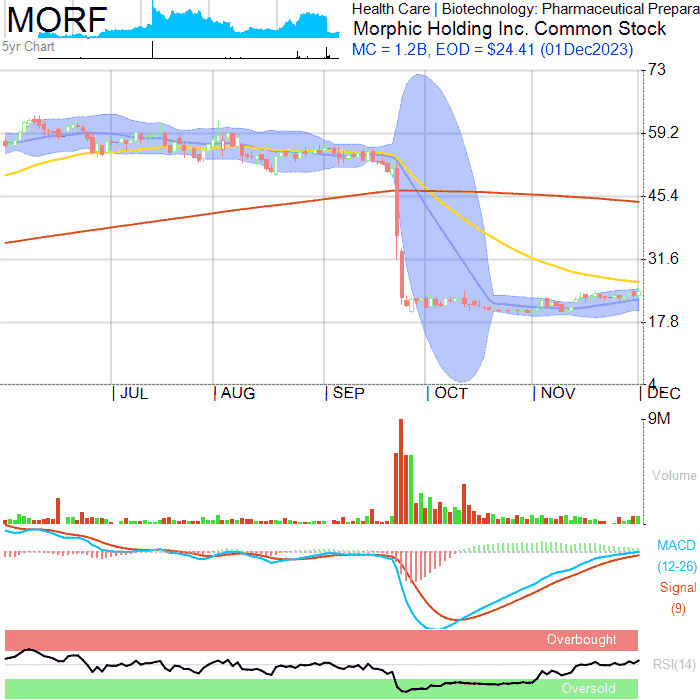 MORF
Health Care | Biotechnology: Pharmaceutical Prepara
Morphic Holding Inc. Common Stock
5yr Chart
MC = 1.2B, EOD = $24.41 (01Dec2023)
73
59.2
45.4
31.6
17.8
4
JUL AUG SEP OCT NOV DEC
9M
Volume
MACD
(12-26)
Signal
(9)
Overbought
RSI(14)
Oversold